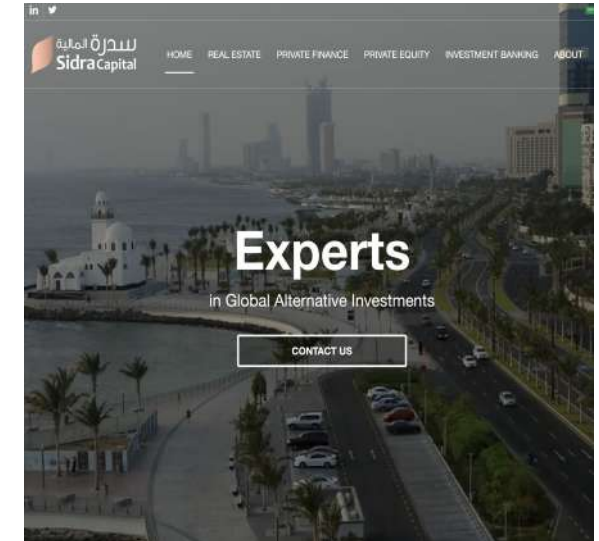 in
سدرة المالية
Sidra Capital
HOME REAL ESTATE PRIVATE FINANCE PRIVATE EQUITY INVESTMENT BANKING ABOUT
Experts
in Global Alternative Investments
CONTACT US